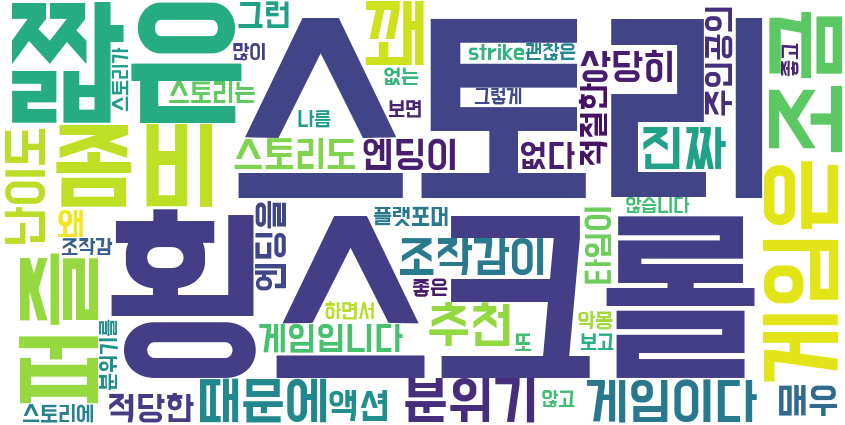 짧은
스토리
꽤
그런
많이
스토리가
스토리는
없는
strike
괜찮은
상당히
주인공의
좋고
조금
나름
보면
그렇게
적절한
난이도
좀비
스토리도
엔딩이
없다
진짜
게임은
왜
조작감
횡스크롤
엔딩을
플랫포머
조작감이
타임이
않습니다
퍼즐
좋은
하면서
추천
게임입니다
또
악몽
보고
분위기를
스토리에
적당한
때문에
액션
분위기
않고
게임이다
매우